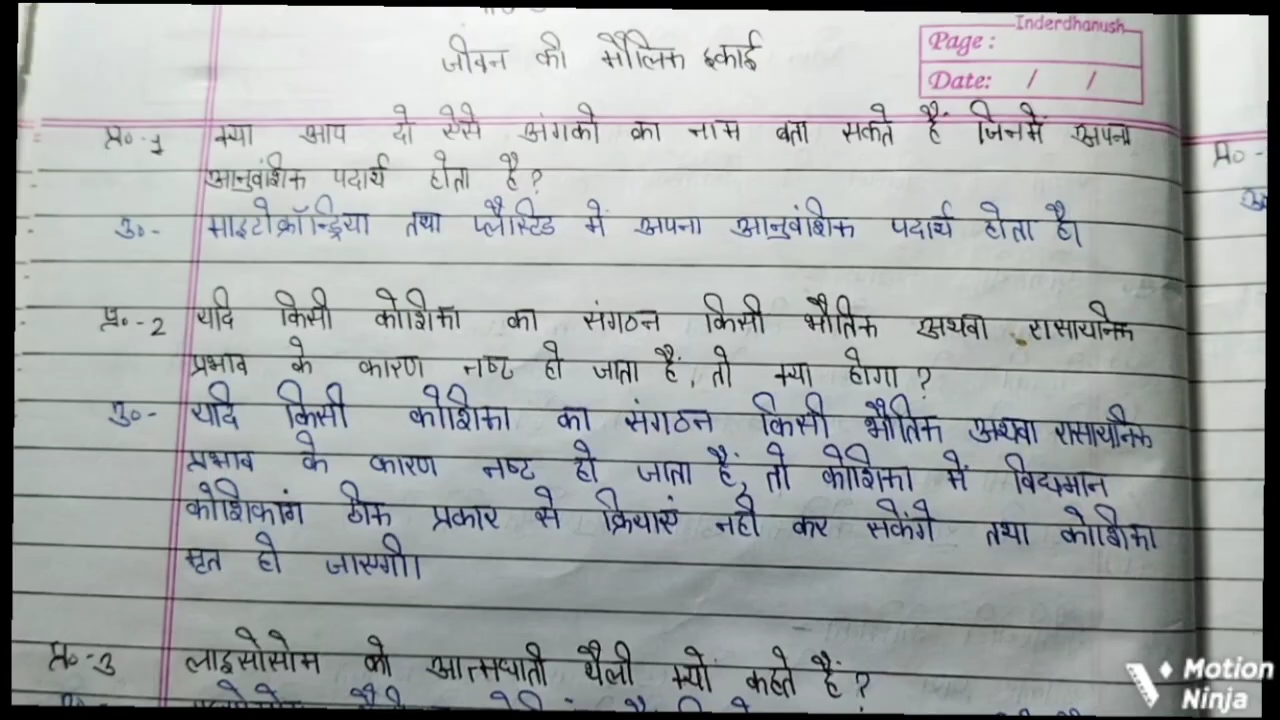 Inderdhanush
Page:
Date: / /
जीवन की मौलिक इकाई
प्र०-1 क्या आप दो ऐसे अंगको का नाम बता सकते हैं जिनमें अपना
आनुवंशिक पदार्थ होता है?
उ०- माइटोकॉन्ड्रिया तथा प्लैस्टिड में अपना आनुवंशिक पदार्थ होता है।
प्र०-2 यदि किसी कोशिका का संगठन किसी भौतिक अथवा रासायनिक
प्रभाव के कारण नष्ट हो जाता है, तो क्या होगा?
उ०- यदि किसी कोशिका का संगठन किसी भौतिक अथवा रासायनिक
प्रभाव के कारण नष्ट हो जाता है, तो कोशिका में विद्यमान
कोशिकांग ठीक प्रकार से क्रियाएं नही कर सकेंगे तथा कोशिका
मृत हो जाएगी।
प्र०-3 लाइसोसोम को आत्मघाती थैली क्यों कहते हैं?
प्र०-
Motion
Ninja